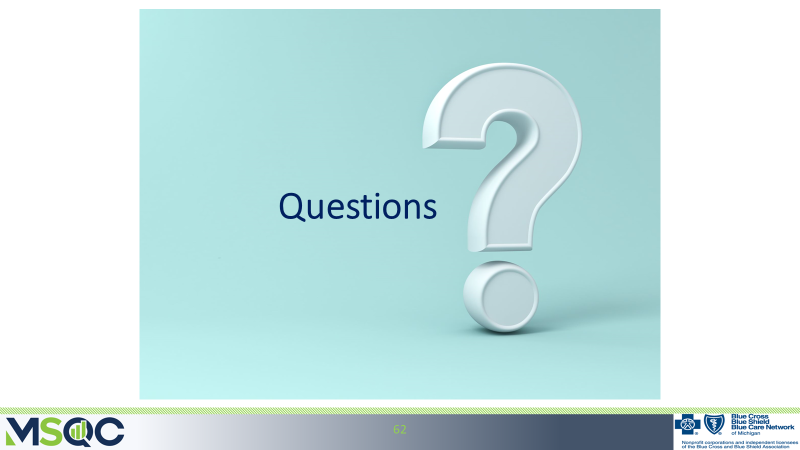 Questions
MSQC
62
Blue Cross
Blue Shield
Blue Care Network
of Michigan
Nonprofit corporations and independent licensees
of the Blue Cross and Blue Shield Association